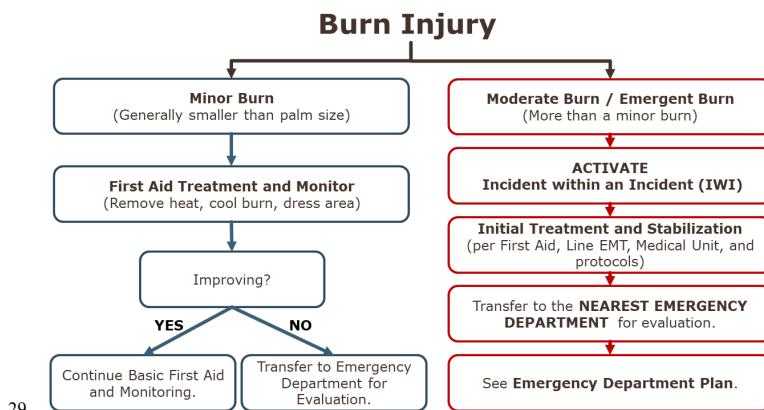 Burn Injury
Minor Burn
(Generally smaller than palm size)
First Aid Treatment and Monitor
(Remove heat, cool burn, dress area)
Improving?
YES
NO
Continue Basic First Aid
and Monitoring.
Transfer to Emergency
Department for
Evaluation.
Moderate Burn / Emergent Burn
(More than a minor burn)
ACTIVATE
Incident within an Incident (IWI)
Initial Treatment and Stabilization
(per First Aid, Line EMT, Medical Unit, and
protocols)
Transfer to the NEAREST EMERGENCY
DEPARTMENT for evaluation.
See Emergency Department Plan.
29